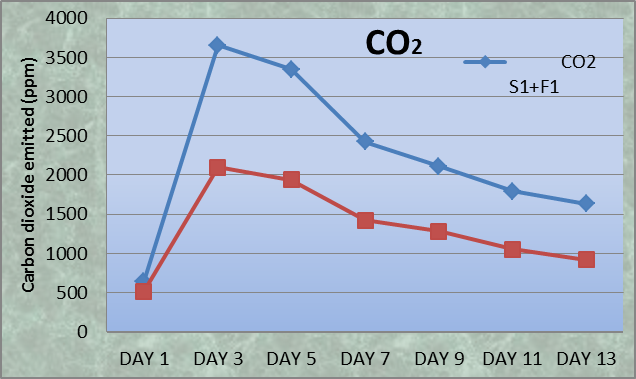 CO2
CO2
S1+F1
Carbon dioxide emitted (ppm)
4000
3500
3000
2500
2000
1500
1000
500
0
DAY 1 DAY 3 DAY 5 DAY 7 DAY 9 DAY 11 DAY 13